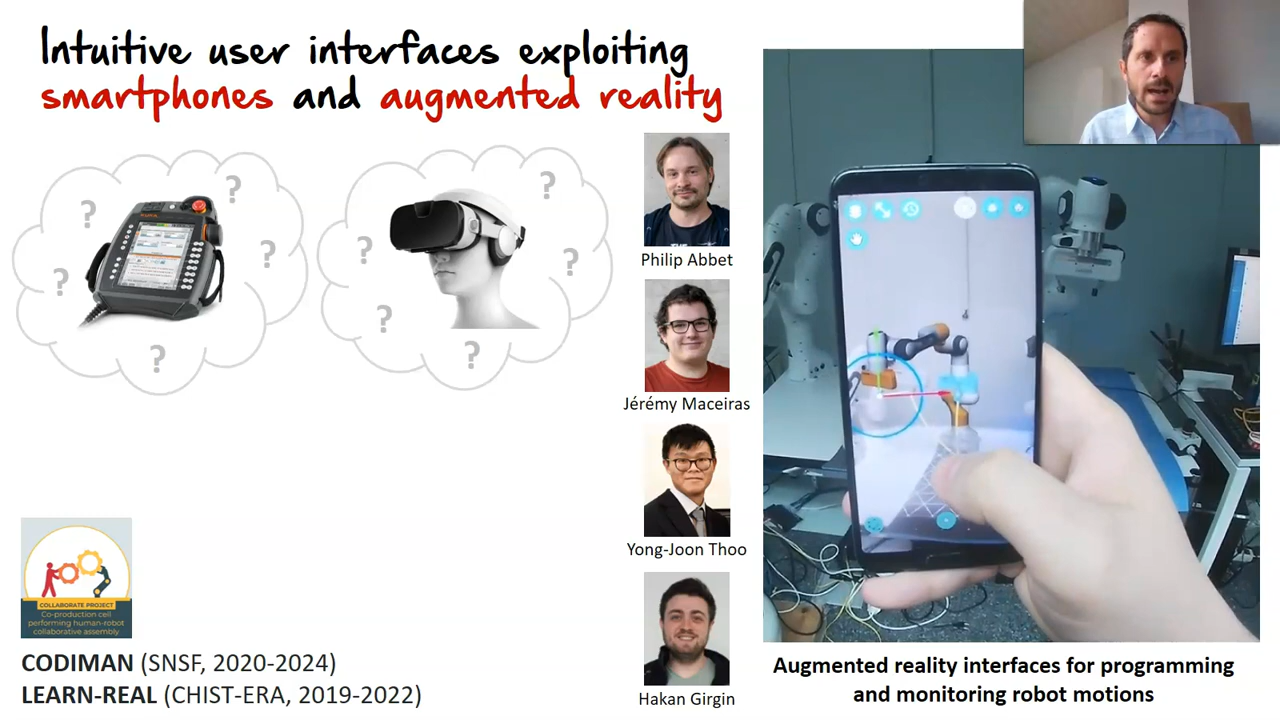 Intuitive user interfaces exploiting
smartphones and augmented reality
?
?
?
?
?
?
?
?
?
?
Philip Abbet
Jérémy Maceiras
Yong-Joon Thoo
Hakan Girgin
COLLABORATE PROJECT
Co-production cell
performing human-robot
collaborative assembly
CODIMAN (SNSF, 2020-2024)
LEARN-REAL (CHIST-ERA, 2019-2022)
Augmented reality interfaces for programming
and monitoring robot motions